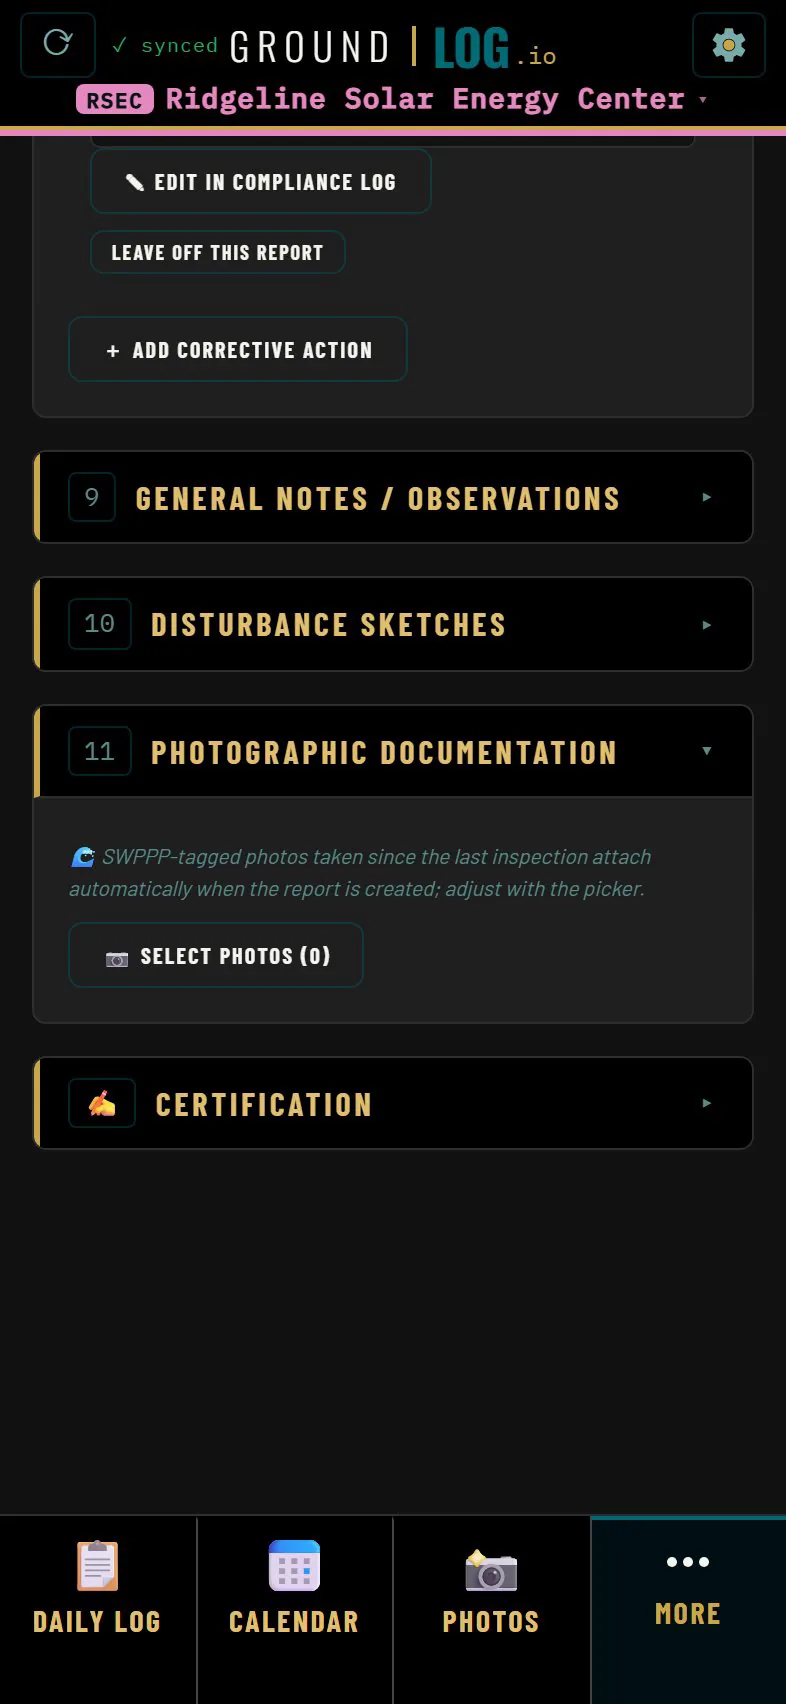 ✓ synced GROUND | LOG.io
RSEC Ridgeline Solar Energy Center ▾
EDIT IN COMPLIANCE LOG
LEAVE OFF THIS REPORT
+ ADD CORRECTIVE ACTION
9 GENERAL NOTES / OBSERVATIONS
10 DISTURBANCE SKETCHES
11 PHOTOGRAPHIC DOCUMENTATION
SWPPP-tagged photos taken since the last inspection attach
automatically when the report is created; adjust with the picker.
SELECT PHOTOS (0)
CERTIFICATION
DAILY LOG
CALENDAR
PHOTOS
MORE